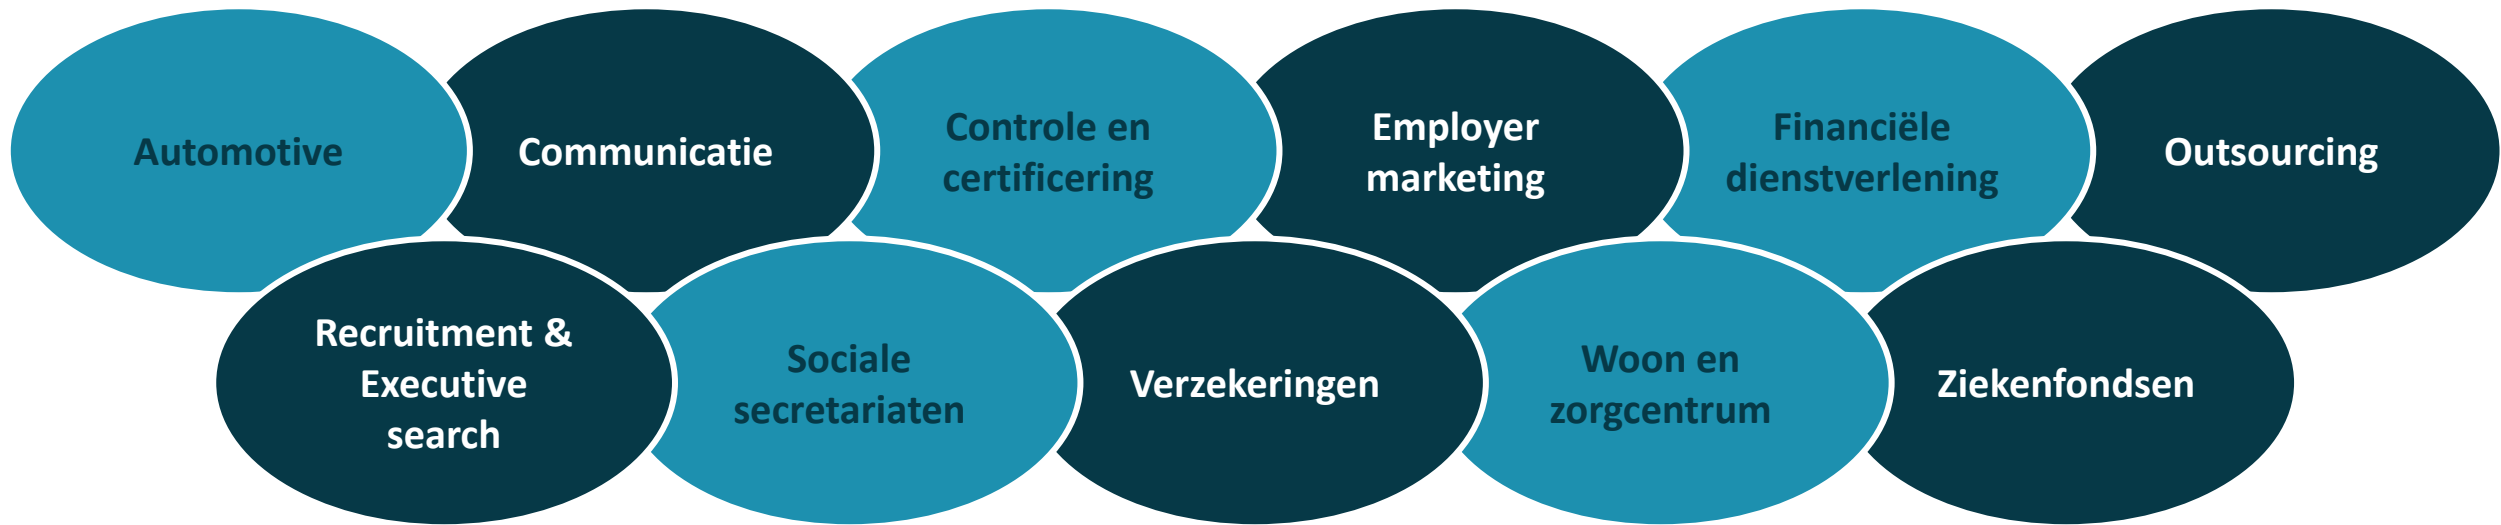 Automotive
Communicatie
Controle en
certificering
Employer
marketing
Financiële
dienstverlening
Outsourcing
Recruitment &
Executive
search
Sociale
secretariaten
Verzekeringen
Woon en
zorgcentrum
Ziekenfondsen